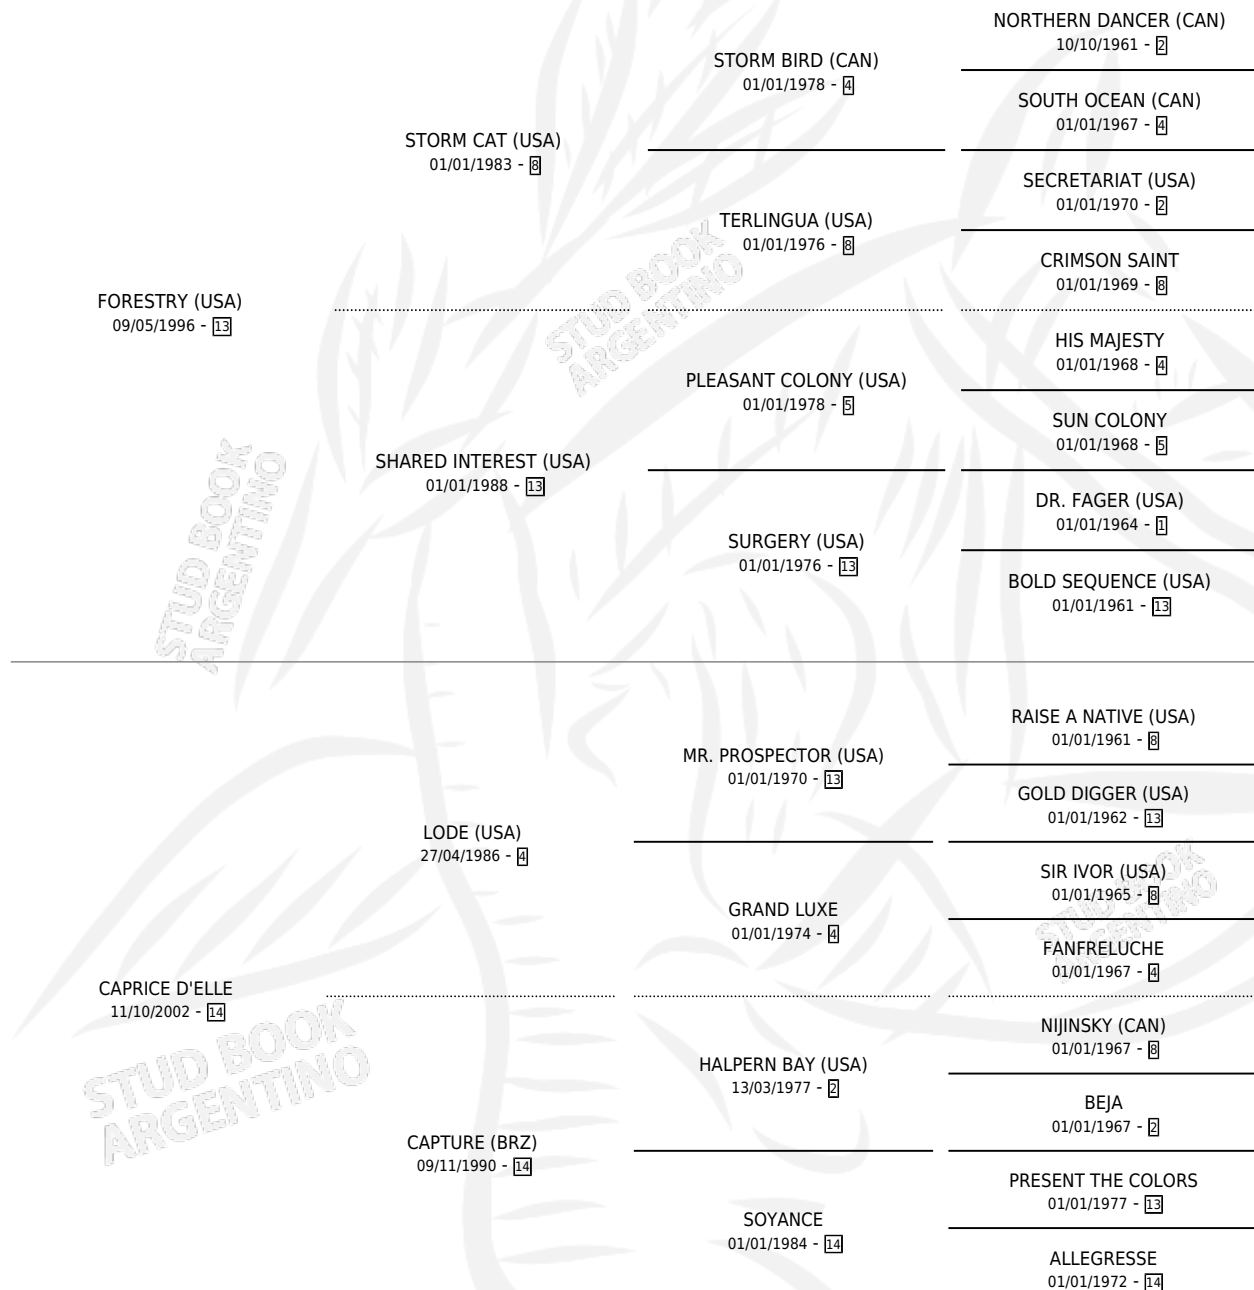 NORTHERN DANCER (CAN)
10/10/1961 - 2
STORM BIRD (CAN)
01/01/1978 - 4
SOUTH OCEAN (CAN)
01/01/1967 - 4
STORM CAT (USA)
01/01/1983 - 8
SECRETARIAT (USA)
01/01/1970 - 2
TERLINGUA (USA)
01/01/1976 - 8
CRIMSON SAINT
01/01/1969 - 8
FORESTRY (USA)
09/05/1996 - 13
STUD BOOK
ARGENTINO
HIS MAJESTY
01/01/1968 - 4
PLEASANT COLONY (USA)
01/01/1978 - 5
SUN COLONY
01/01/1968 - 5
SHARED INTEREST (USA)
01/01/1988 - 13
DR. FAGER (USA)
01/01/1964 - 1
SURGERY (USA)
01/01/1976 - 13
BOLD SEQUENCE (USA)
01/01/1961 - 13
STUD BOOK
ARGENTINO
RAISE A NATIVE (USA)
01/01/1961 - 8
MR. PROSPECTOR (USA)
01/01/1970 - 13
GOLD DIGGER (USA)
01/01/1962 - 13
LODE (USA)
27/04/1986 - 4
SIR IVOR (USA)
01/01/1965 - 8
GRAND LUXE
01/01/1974 - 4
FANFRELUCHE
01/01/1967 - 4
STUD BOOK
ARGENTINO
CAPRICE D'ELLE
11/10/2002 - 14
NIJINSKY (CAN)
01/01/1967 - 8
HALPERN BAY (USA)
13/03/1977 - 2
BEJA
01/01/1967 - 2
CAPTURE (BRZ)
09/11/1990 - 14
PRESENT THE COLORS
01/01/1977 - 13
SOYANCE
01/01/1984 - 14
ALLEGRESSE
01/01/1972 - 14
STUD BOOK
ARGENTINO